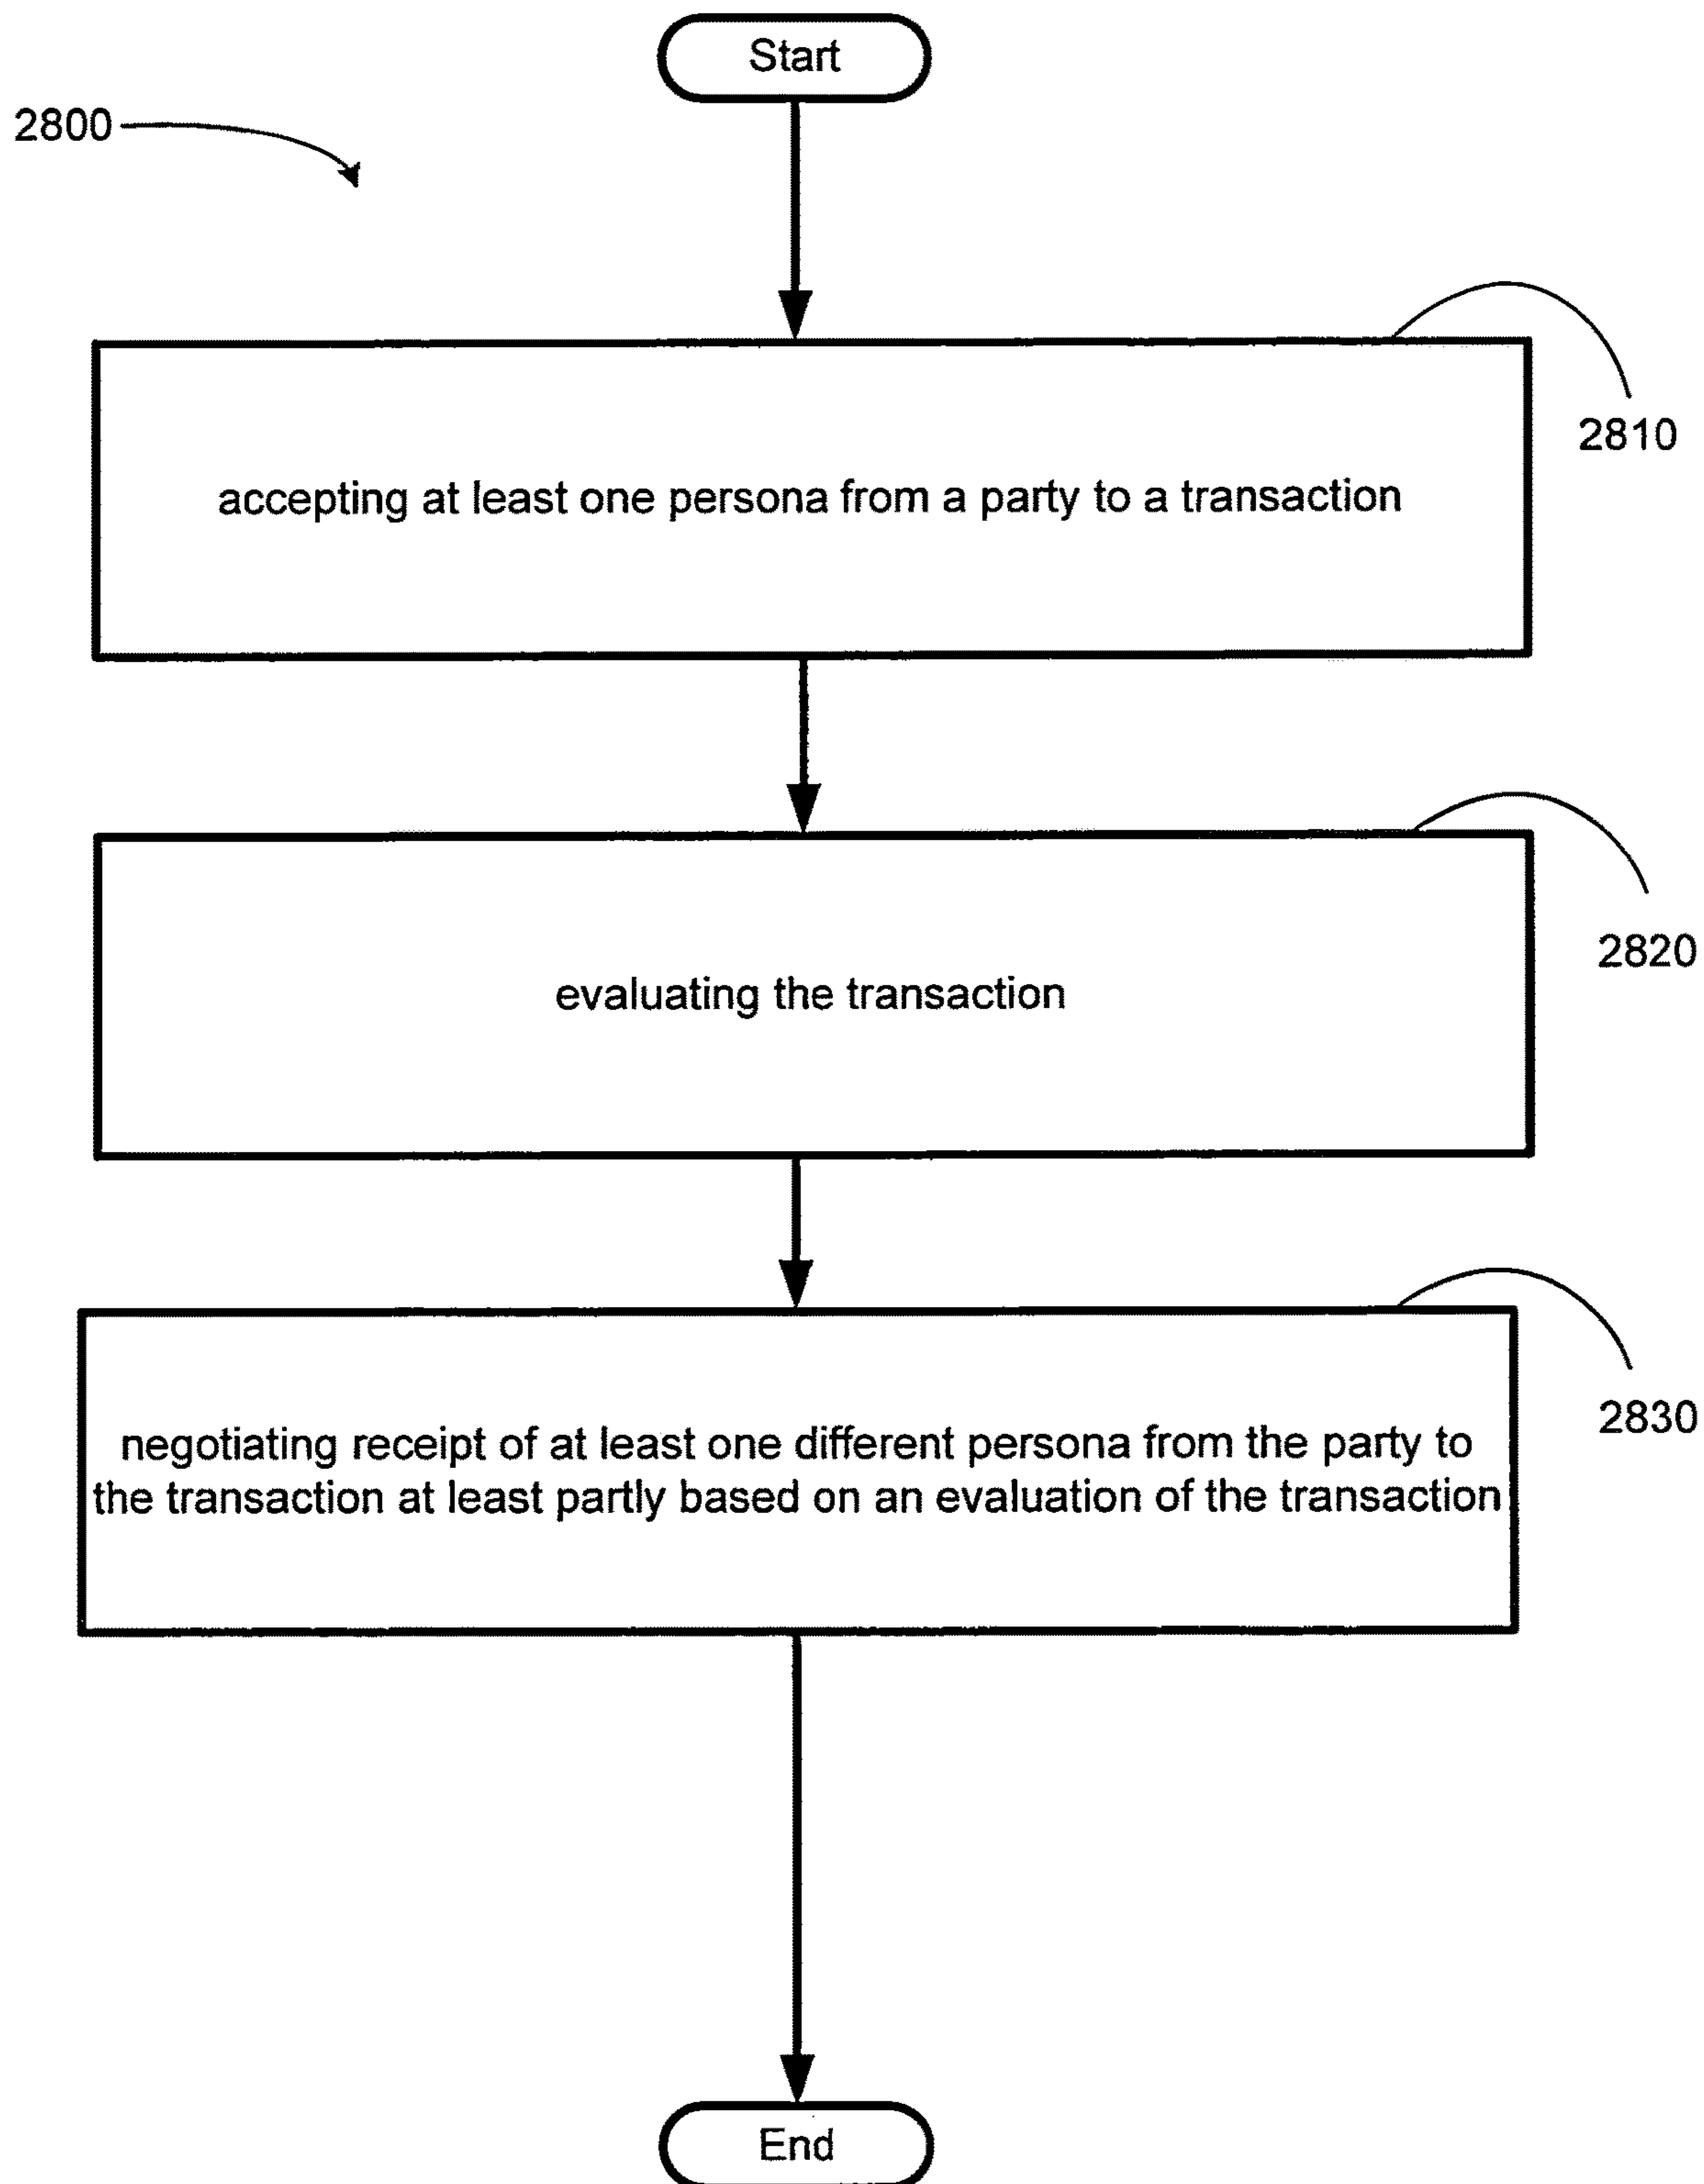 Start
2800
2810
accepting at least one persona from a party to a transaction
2820
evaluating the transaction
2830
negotiating receipt of at least one different persona from the party to
the transaction at least partly based on an evaluation of the transaction
End